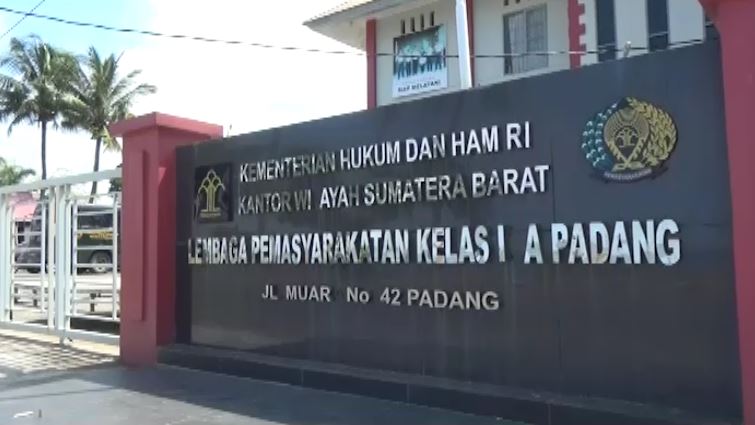 SIAP MELAYANI
KEMENTERIAN HUKUM DAN HAM RI
KANTOR WI AYAH SUMATERA BARAT
LEMBAGA PEMASYARAKATAN KELAS I A PADANG
JL MUAR No 42 PADANG